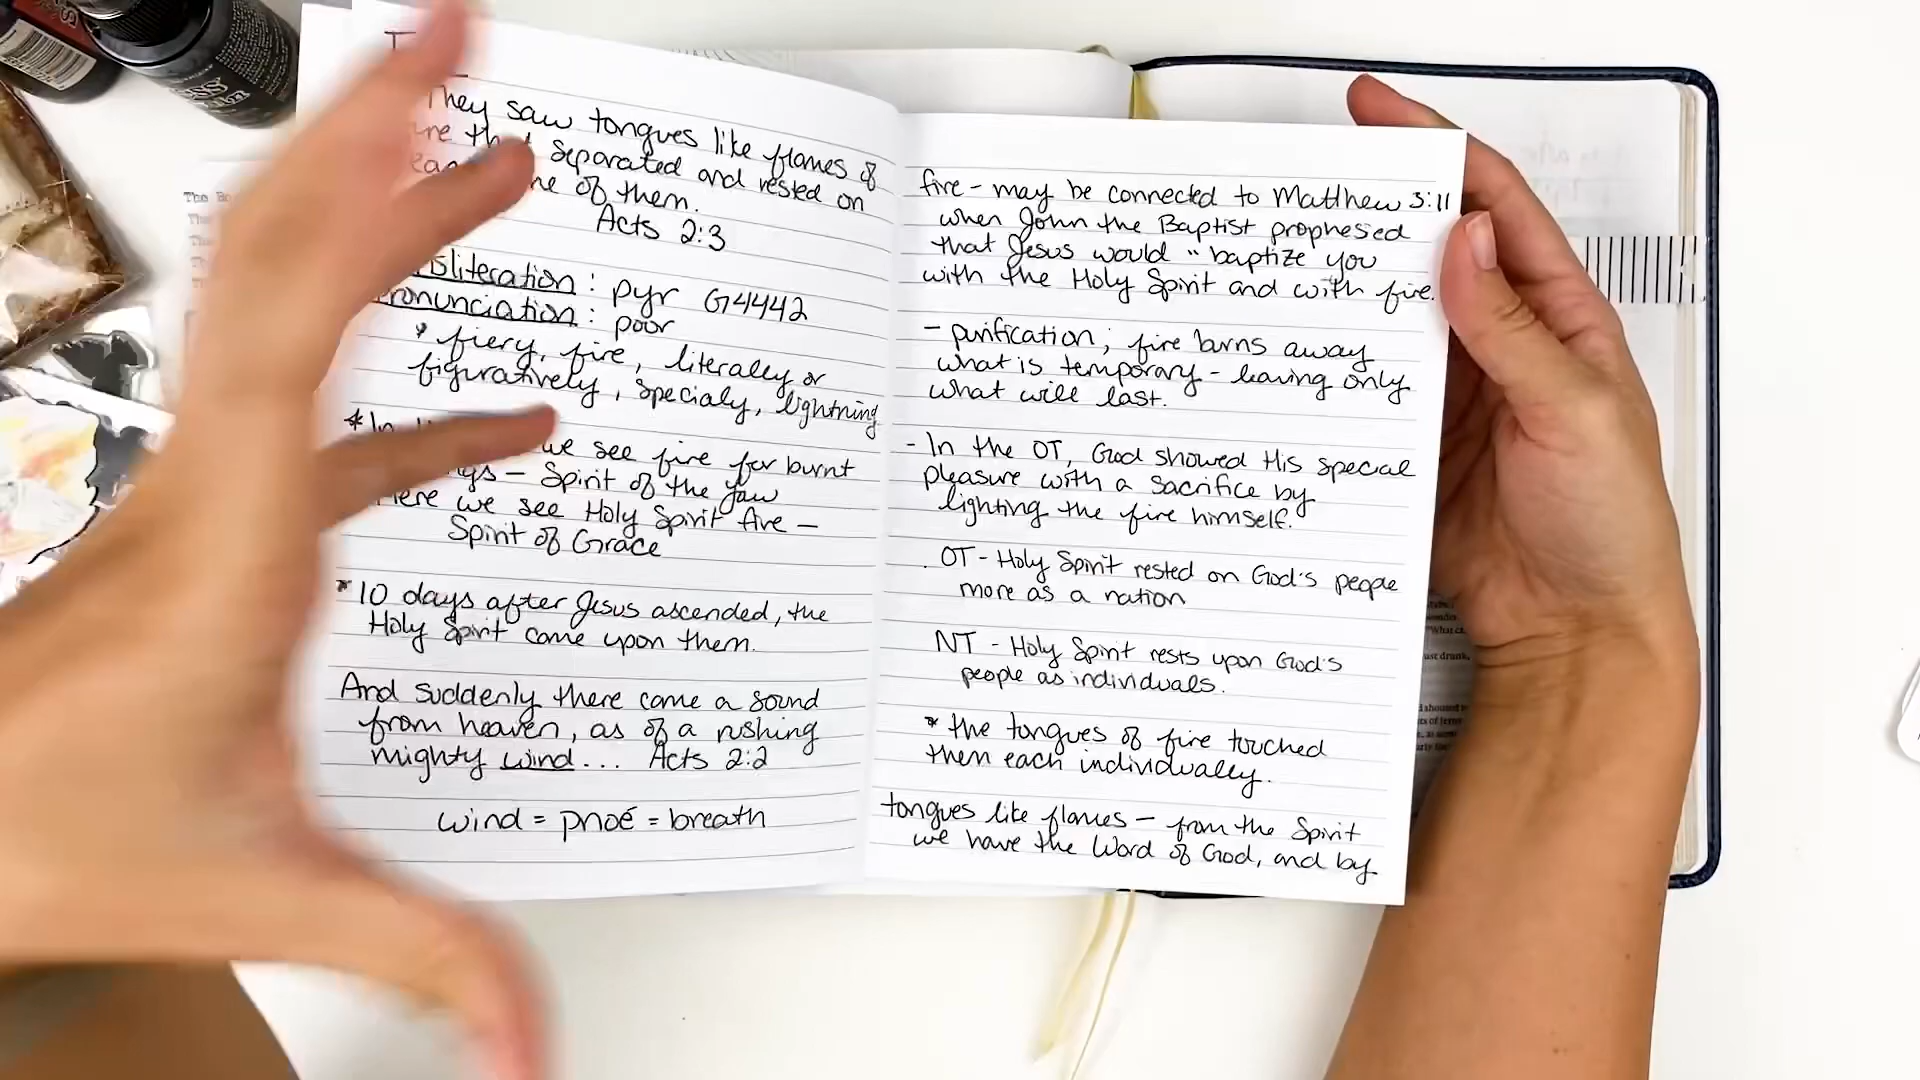 They saw tongues like flames of
separated and rested on
of them.
Acts 2:3
: pyr G4442
: poor
* fiery, fire, literally or
figuratively, specialy, lightning
we see fire for burnt
Spirit of the Law
we see Holy Spirit fire –
Spirit of Grace
* 10 days after Jesus ascended, the
Holy Spirit came upon them.
And suddenly there came a sound
from heaven, as of a rushing
mighty wind... Acts 2:2
wind = pnoé = breath
fire – may be connected to Matthew 3:11
when John the Baptist prophesied
that Jesus would "baptize you
with the Holy Spirit and with fire.
– purification; fire burns away
what is temporary – leaving only
what will last.
- In the OT, God showed His special
pleasure with a sacrifice by
lighting the fire himself.
OT - Holy Spirit rested on God's people
more as a nation
NT - Holy Spirit rests upon God's
people as individuals.
* the tongues of fire touched
them each individually.
tongues like flames – from the Spirit
we have the Word of God, and by